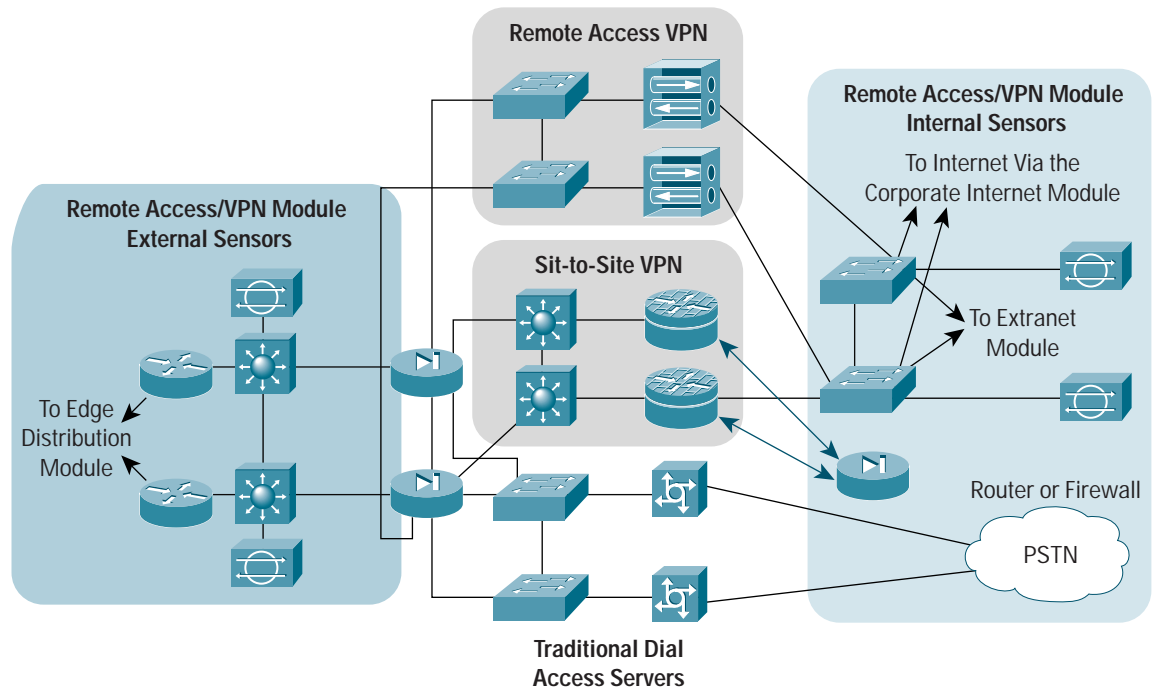 Remote Access VPN
Remote Access/VPN Module
Internal Sensors
To Internet Via the
Corporate Internet Module
Remote Access/VPN Module
External Sensors
Sit-to-Site VPN
To Extranet
Module
To Edge
Distribution
Module
Router or Firewall
PSTN
Traditional Dial
Access Servers